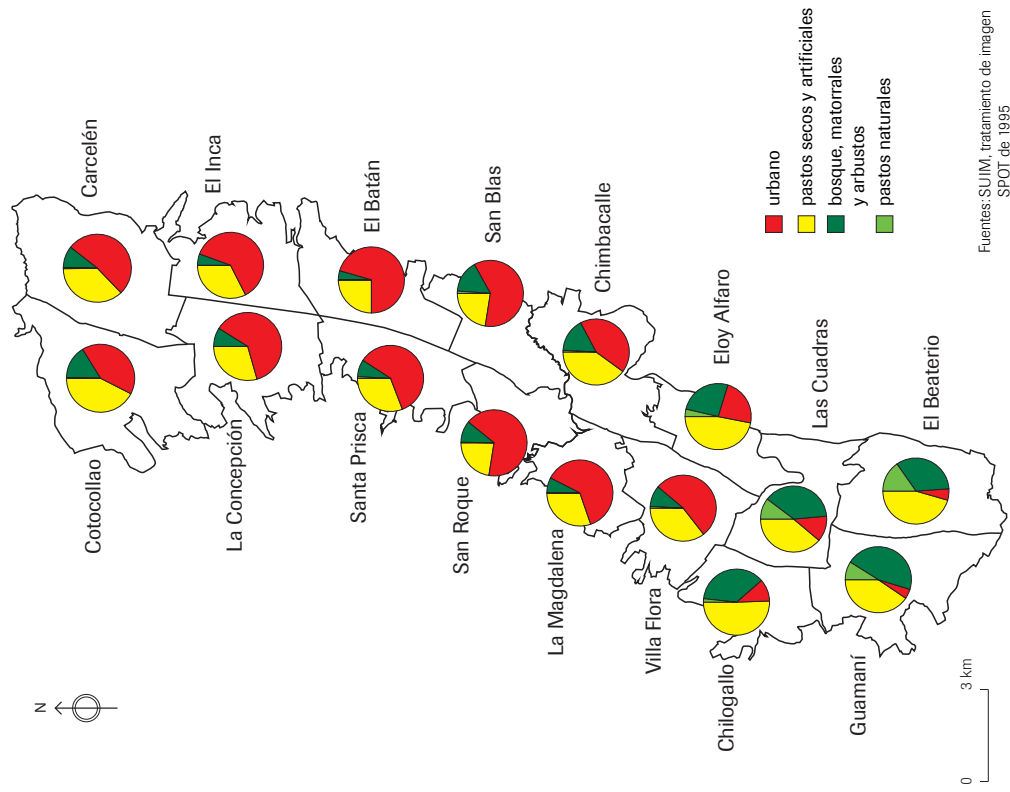 N
Cotocollao
Carcelén
La Concepción
El Inca
Santa Prisca
El Batán
San Roque
San Blas
La Magdalena
Chimbacalle
Villa Flora
Eloy Alfaro
Chilogallo
Las Cuadras
Guamaní
El Beaterio
urbano
pastos secos y artificiales
bosque, matorrales
y arbustos
pastos naturales
0 3 km
Fuentes: SUIM, tratamiento de imagen
SPOT de 1995